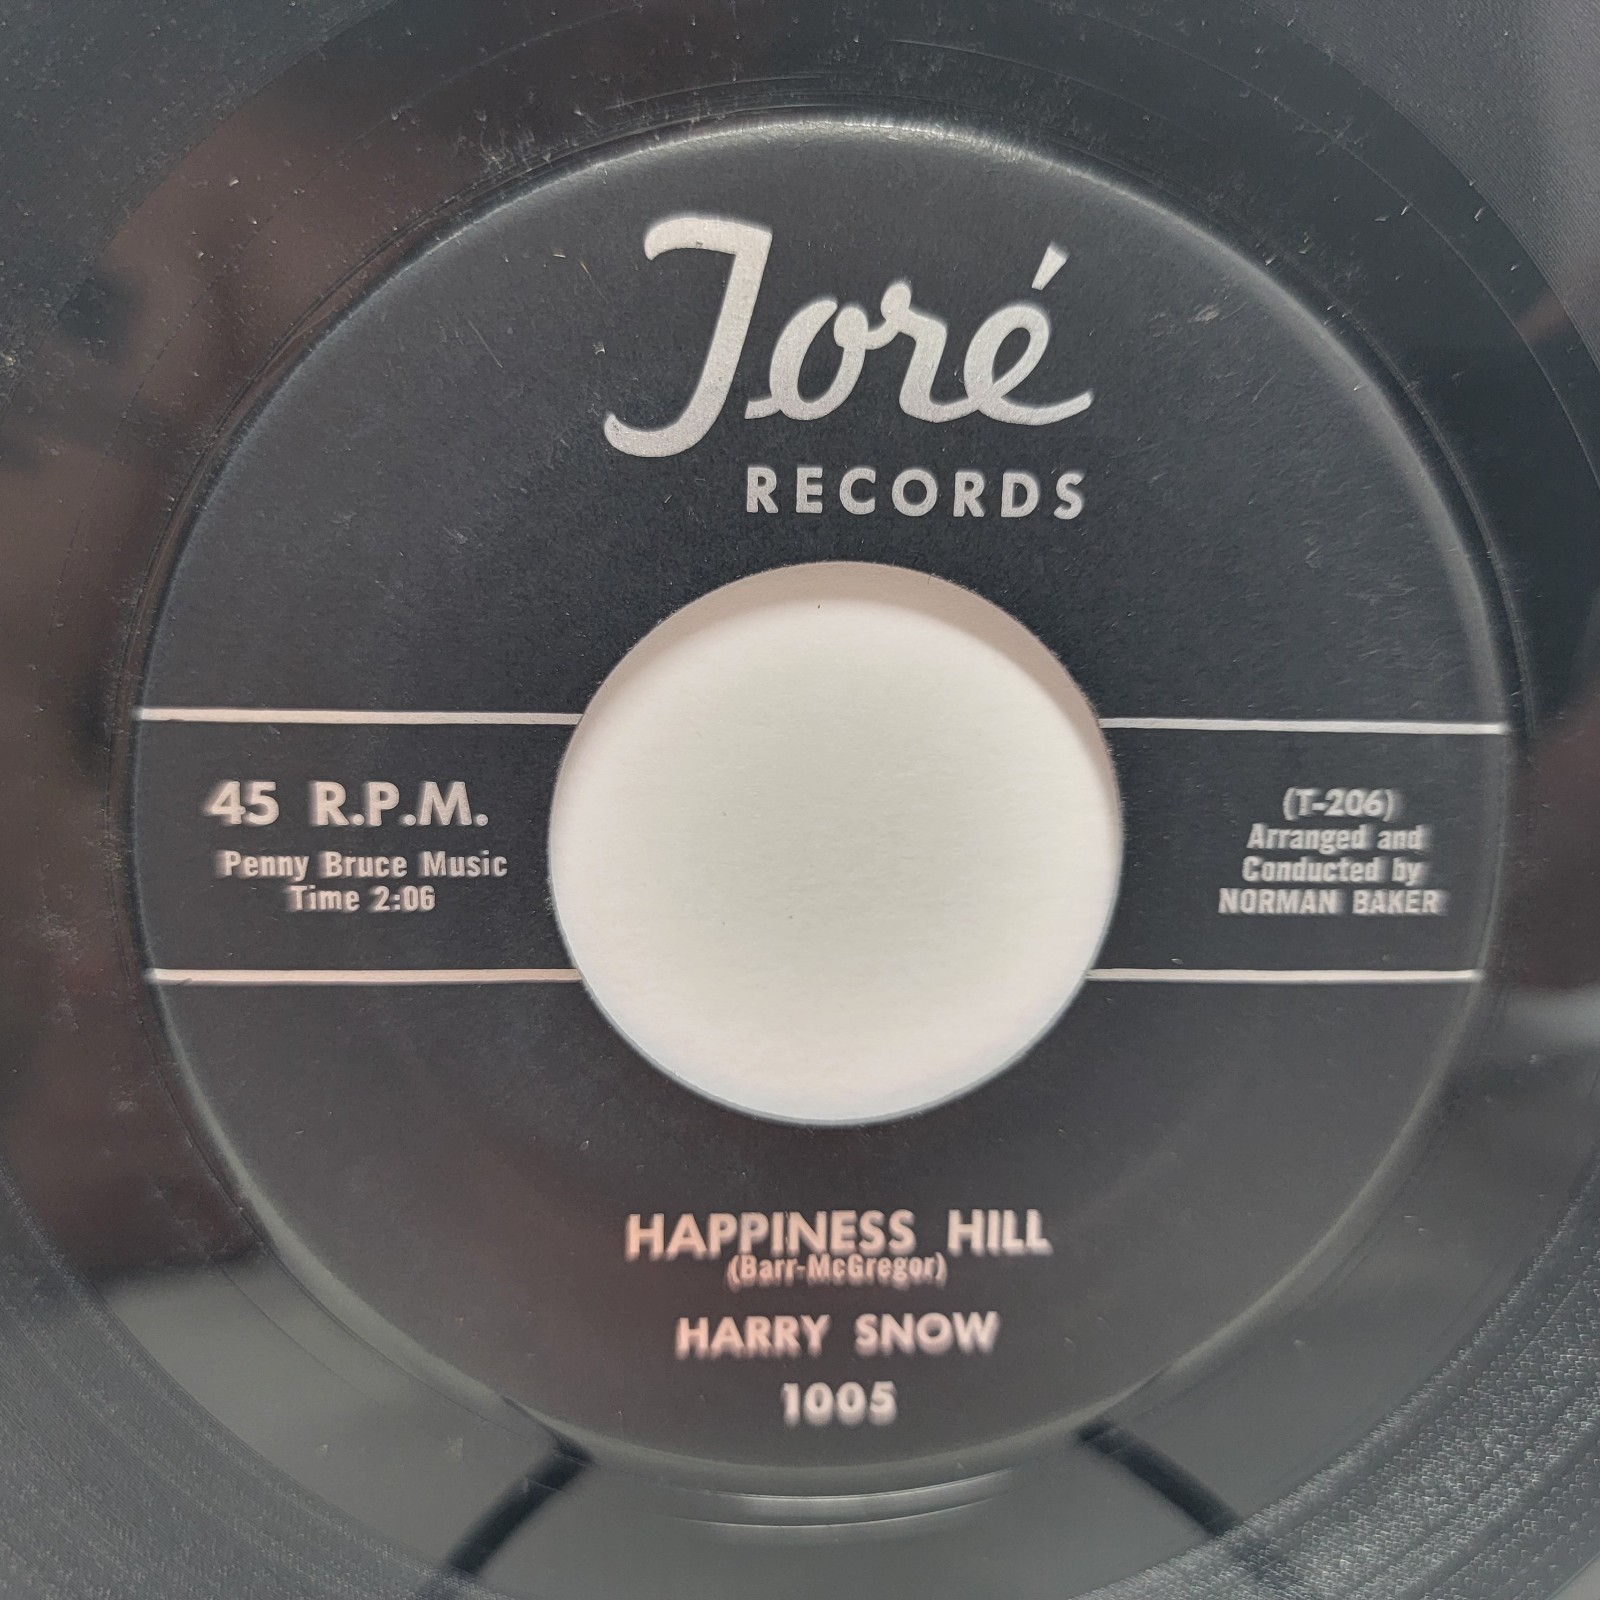 Toré
RECORDS
45 R.P.M.
Penny Bruce Music
Time 2:06
(T-206)
Arranged and
Conducted by
NORMAN BAKER
HAPPINESS HILL
(Barr-McGregor)
HARRY SNOW
1005